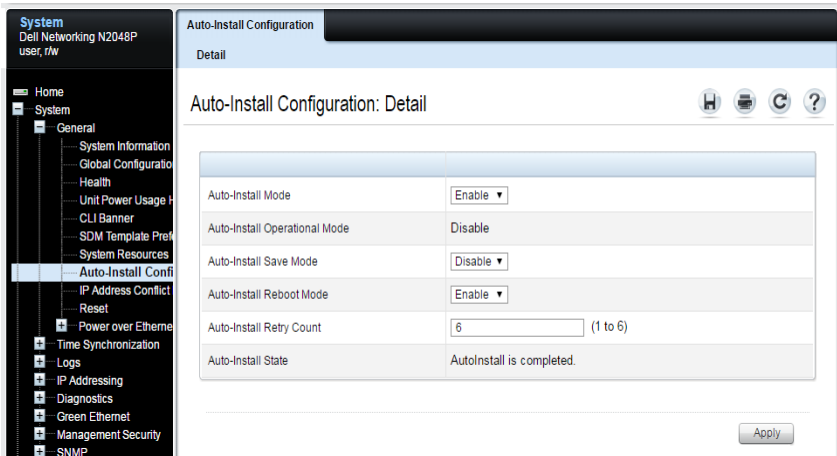 System
Dell Networking N2048P
user, r/w
Home
System
General
System Information
Global Configuratio
Health
Unit Power Usage H
CLI Banner
SDM Template Pref
System Resources
Auto-Install Confi
IP Address Conflict
Reset
Power over Etherne
Time Synchronization
Logs
IP Addressing
Diagnostics
Green Ethernet
Management Security
SNMP
Auto-Install Configuration
Detail
Auto-Install Configuration: Detail
?
Auto-Install Mode Enable
Auto-Install Operational Mode Disable
Auto-Install Save Mode Disable
Auto-Install Reboot Mode Enable
Auto-Install Retry Count 6 (1 to 6)
Auto-Install State AutoInstall is completed.
Apply